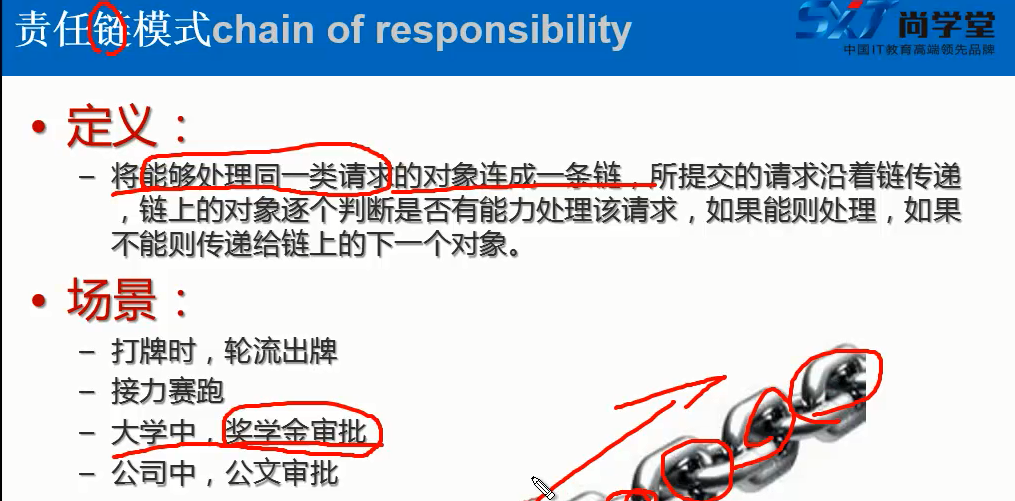 责任链模式chain of responsibility
SXT 尚学堂
中国IT教育高端领先品牌
• 定义：
– 将能够处理同一类请求的对象连成一条链，所提交的请求沿着链传递
，链上的对象逐个判断是否有能力处理该请求，如果能则处理，如果
不能则传递给链上的下一个对象。
• 场景：
– 打牌时，轮流出牌
– 接力赛跑
– 大学中，奖学金审批
– 公司中，公文审批